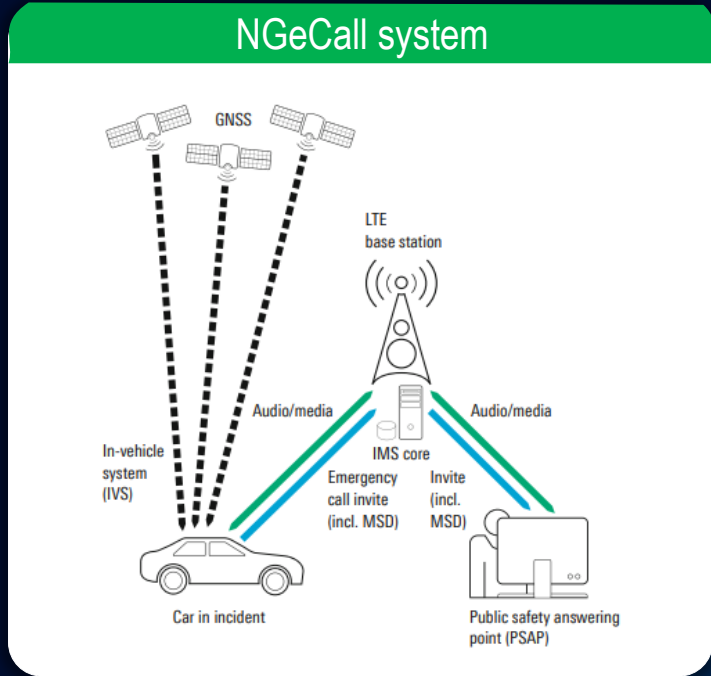 NGeCall system
GNSS
LTE
base station
Audio/media
Audio/media
In-vehicle
system
(IVS)
IMS core
Emergency
call invite
(incl. MSD)
Invite
(incl.
MSD)
Car in incident
Public safety answering
point (PSAP)